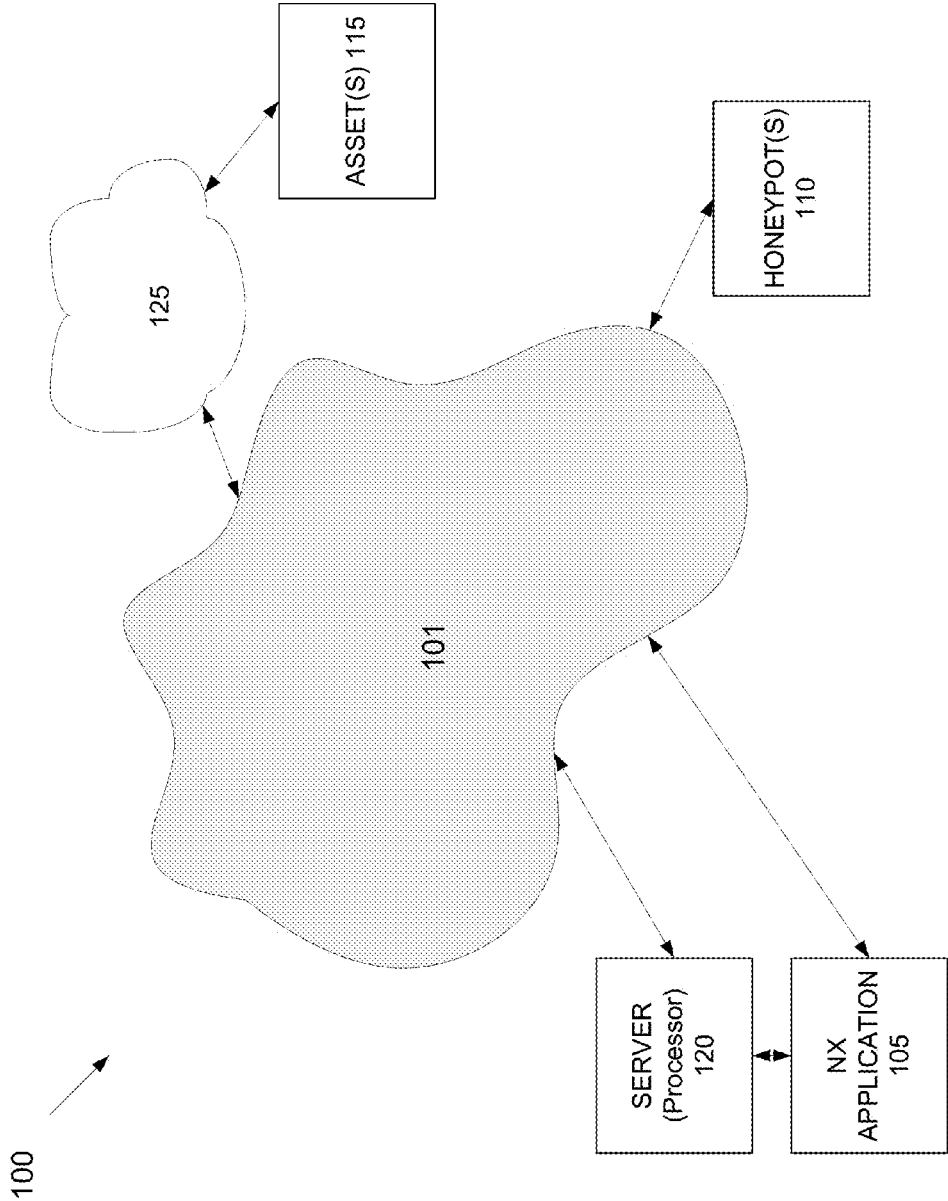 100
125
ASSET(S) 115
101
HONEYPOT(S)
110
SERVER
(Processor)
120
NX
APPLICATION
105